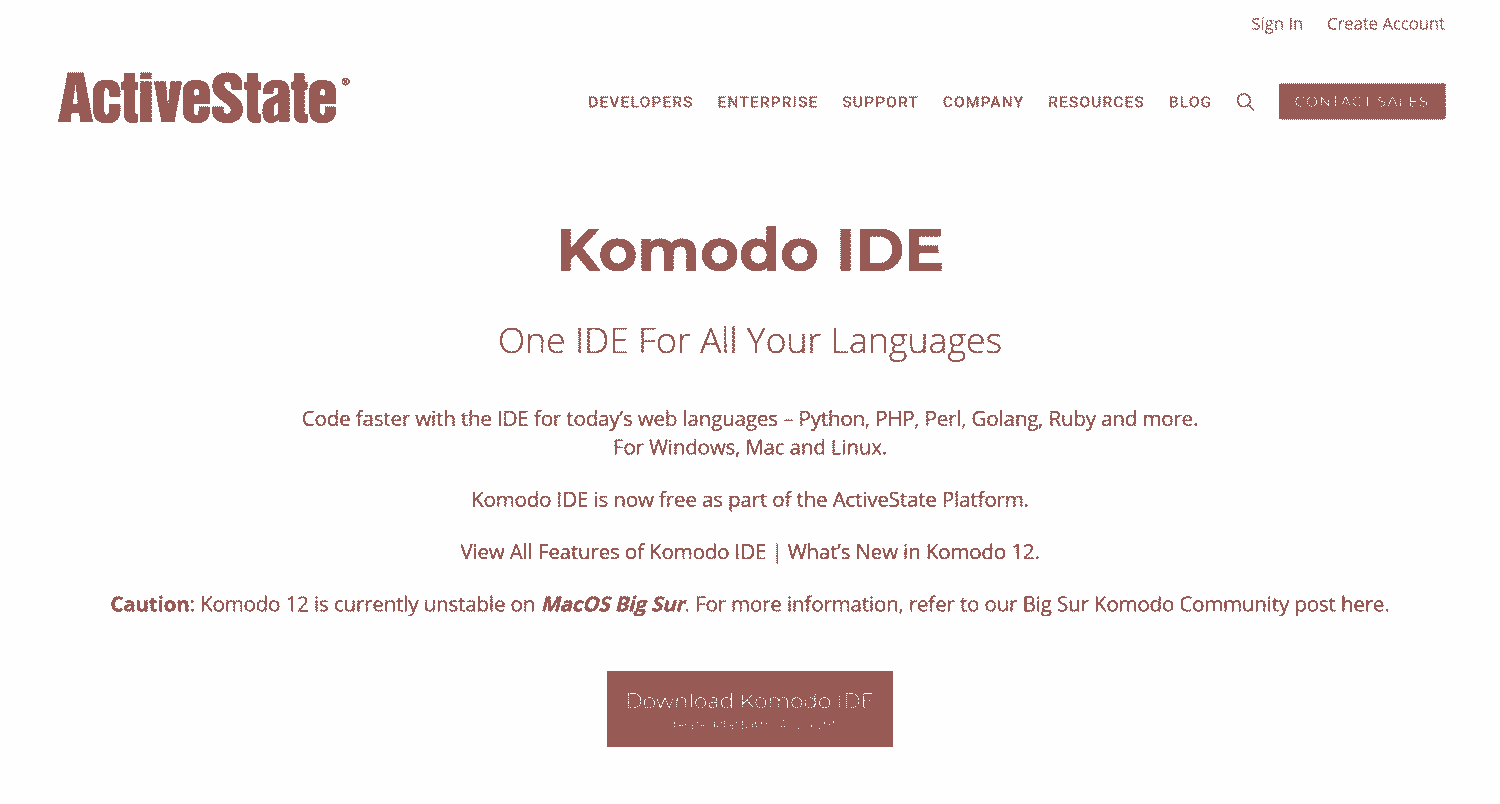 Sign In Create Account
ActiveState®
DEVELOPERS ENTERPRISE SUPPORT COMPANY RESOURCES BLOG CONTACT SALES
Komodo IDE
One IDE For All Your Languages
Code faster with the IDE for today's web languages – Python, PHP, Perl, Golang, Ruby and more.
For Windows, Mac and Linux.
Komodo IDE is now free as part of the ActiveState Platform.
View All Features of Komodo IDE | What's New in Komodo 12.
Caution: Komodo 12 is currently unstable on MacOS Big Sur. For more information, refer to our Big Sur Komodo Community post here.
Download Komodo IDE